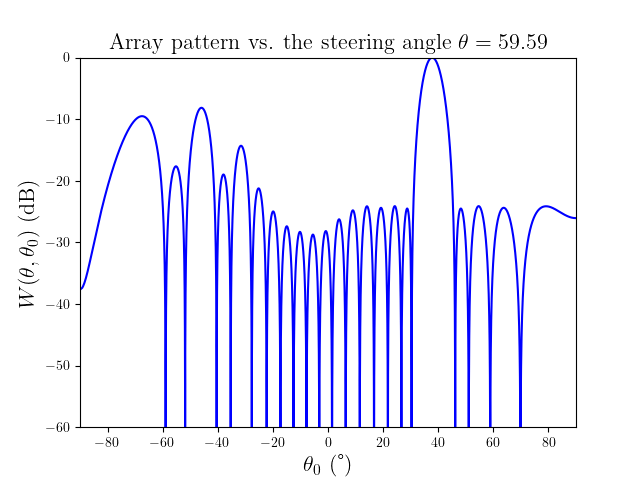 Array pattern vs. the steering angle θ = 59.59
W(θ, θ₀) (dB)
0
−10
−20
−30
−40
−50
−60
−80 −60 −40 −20 0 20 40 60 80
θ₀ (°)